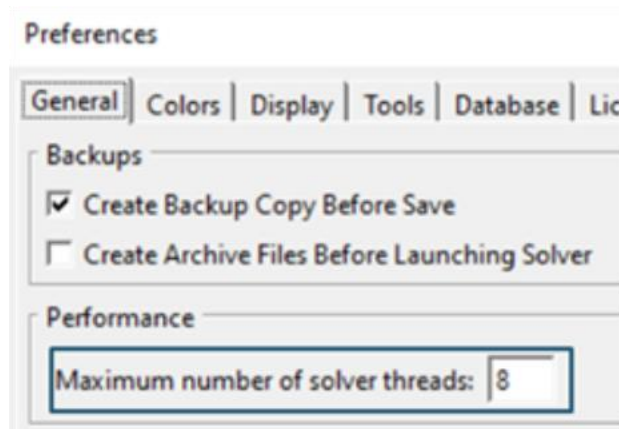 Preferences
General Colors Display Tools Database Lic
Backups
Create Backup Copy Before Save
Create Archive Files Before Launching Solver
Performance
Maximum number of solver threads: 8